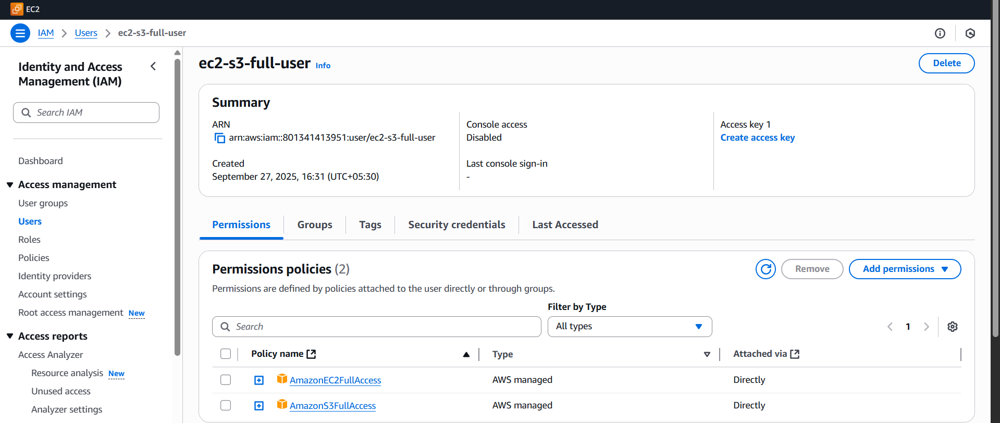 EC2
IAM > Users > ec2-s3-full-user
Identity and Access
Management (IAM)
Search IAM
Dashboard
Access management
User groups
Users
Roles
Policies
Identity providers
Account settings
Root access management New
Access reports
Access Analyzer
Resource analysis New
Unused access
Analyzer settings
ec2-s3-full-user Info
Delete
Summary
ARN
arn:aws:iam::801341413951:user/ec2-s3-full-user
Created
September 27, 2025, 16:31 (UTC+05:30)
Console access
Disabled
Last console sign-in
-
Access key 1
Create access key
Permissions Groups Tags Security credentials Last Accessed
Permissions policies (2)
Remove Add permissions
Permissions are defined by policies attached to the user directly or through groups.
Filter by Type
Search All types 1
Policy name Type Attached via
AmazonEC2FullAccess AWS managed Directly
AmazonS3FullAccess AWS managed Directly